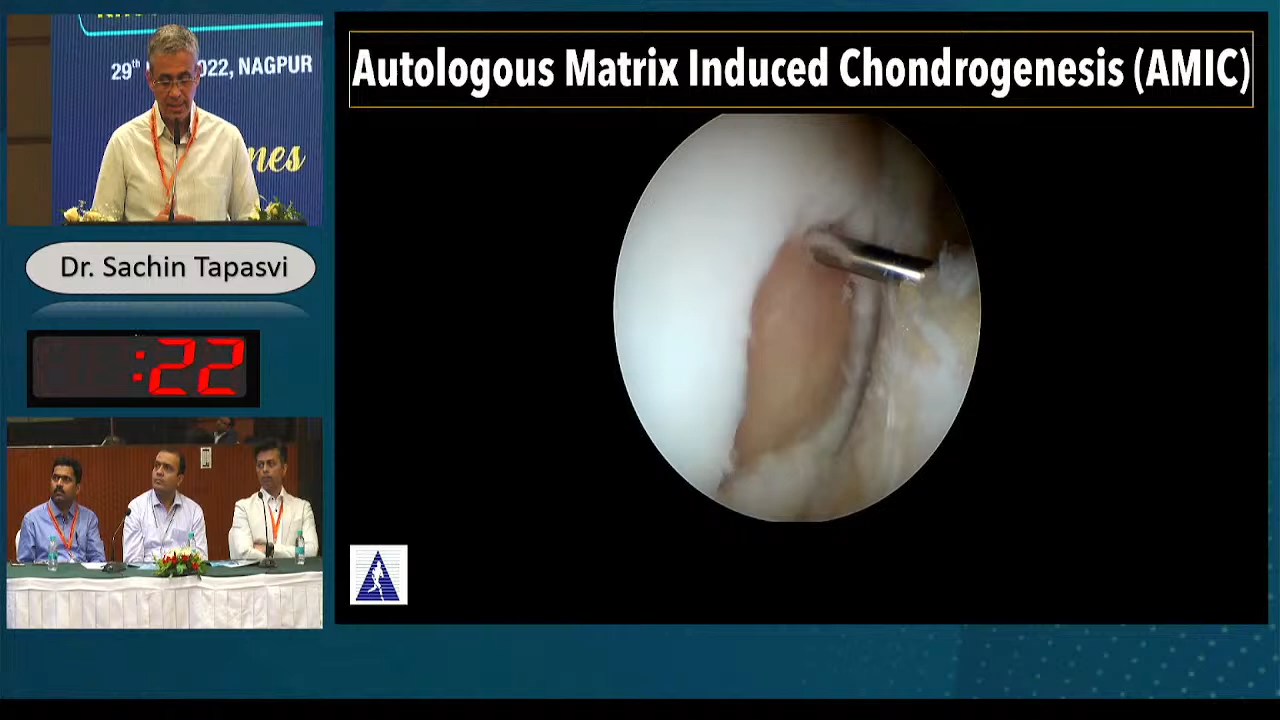 29th 2022, NAGPUR
nes
Autologous Matrix Induced Chondrogenesis (AMIC)
Dr. Sachin Tapasvi
:22